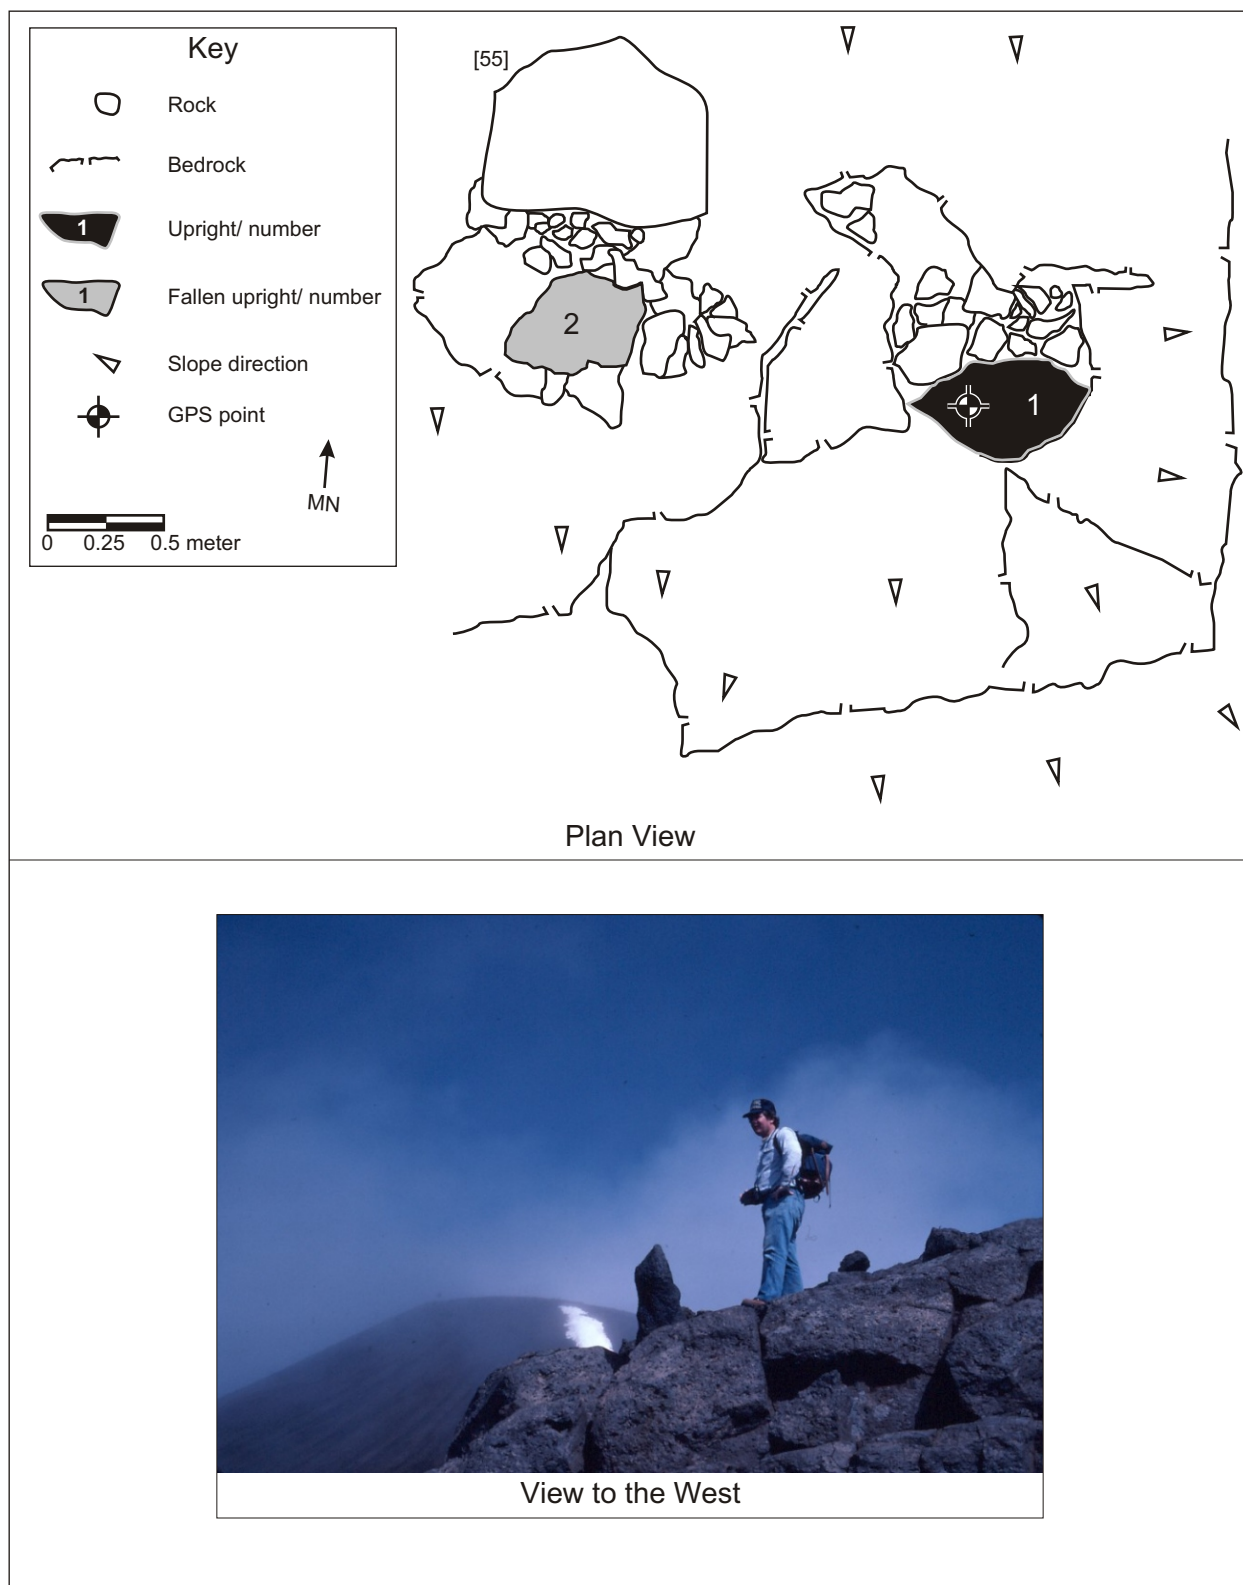 Key
Rock
Bedrock
1 Upright/ number
1 Fallen upright/ number
Slope direction
GPS point
MN
0 0.25 0.5 meter
[55]
2
1
Plan View
View to the West